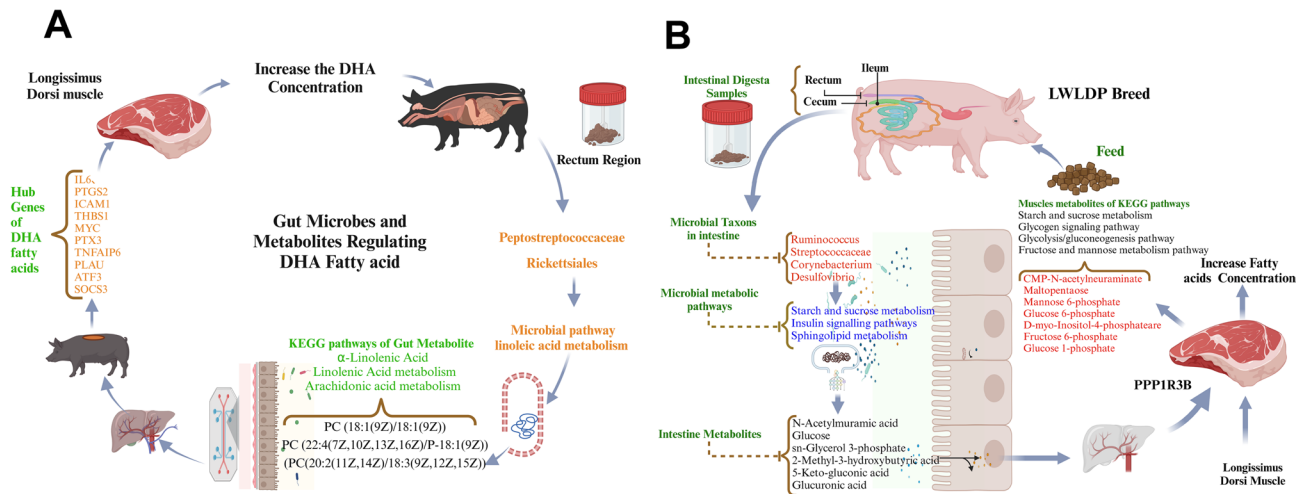 A
Longissimus
Dorsi muscle
Increase the DHA
Concentration
Rectum Region
Hub
Genes
of
DHA
fatty
acids
IL6、
PTGS2
ICAM1
THBS1
MYC
PTX3
TNFAIP6
PLAU
ATF3
SOCS3
Gut Microbes and
Metabolites Regulating
DHA Fatty acid
Peptostreptococcaceae
Rickettsiales
Microbial pathway
linoleic acid metabolism
KEGG pathways of Gut Metabolite
α-Linolenic Acid
Linolenic Acid metabolism
Arachidonic acid metabolism
PC (18:1(9Z)/18:1(9Z))
PC (22:4(7Z,10Z,13Z,16Z)/P-18:1(9Z))
(PC(20:2(11Z,14Z)/18:3(9Z,12Z,15Z))
B
Intestinal Digesta
Samples
Rectum
Cecum
Ileum
LWLDP Breed
Feed
Microbial Taxons
in intestine
Ruminococcus
Streptococcaceae
Corynebacterium
Desulfovibrio
Microbial metabolic
pathways
Starch and sucrose metabolism
Insulin signalling pathways
Sphingolipid metabolism
Intestine Metabolites
N-Acetylmuramic acid
Glucose
sn-Glycerol 3-phosphate
2-Methyl-3-hydroxybutyric acid
5-Keto-gluconic acid
Glucuronic acid
Muscles metabolites of KEGG pathways
Starch and sucrose metabolism
Glycogen signaling pathway
Glycolysis/gluconeogenesis pathway
Fructose and mannose metabolism pathway
CMP-N-acetylneuraminate
Maltopentaose
Mannose 6-phosphate
Glucose 6-phosphate
D-myo-Inositol-4-phosphateare
Fructose 6-phosphate
Glucose 1-phosphate
Increase Fatty
acids Concentration
PPP1R3B
Longissimus
Dorsi Muscle